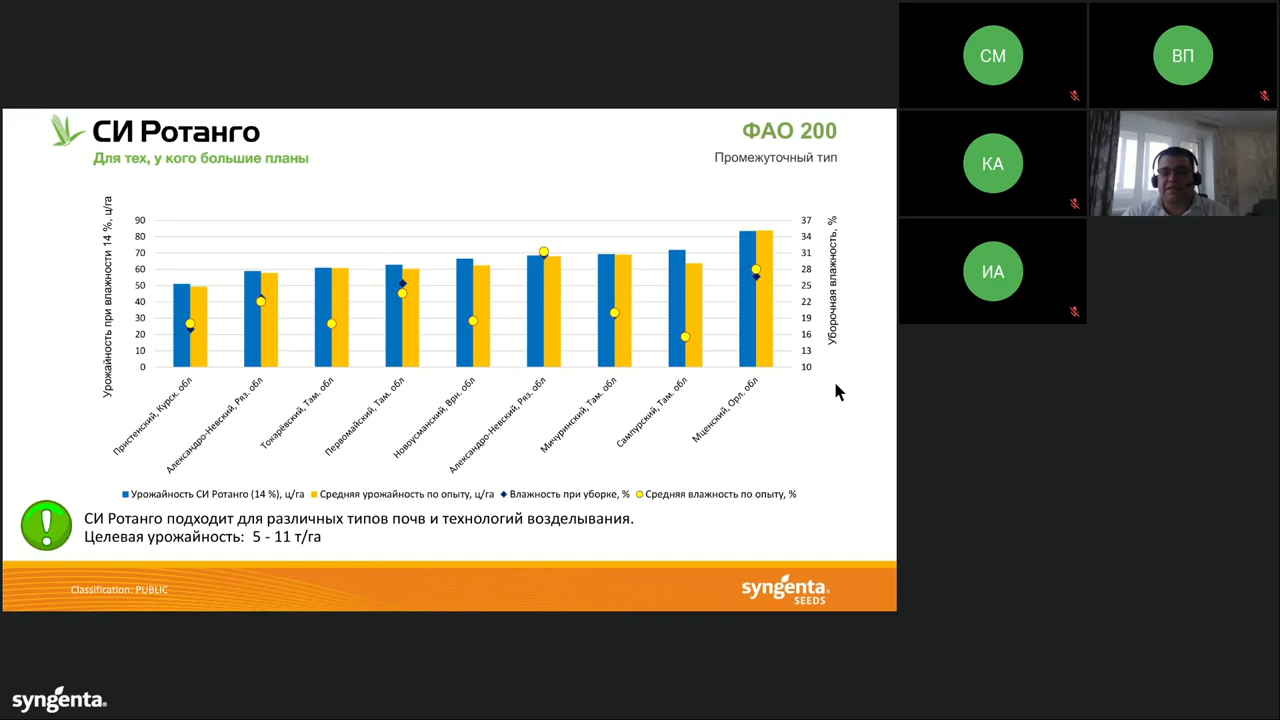 СИ Ротанго
Для тех, у кого большие планы
ФАО 200
Промежуточный тип
Урожайность при влажности 14 %, ц/га
90
80
70
60
50
40
30
20
10
0
37
34
31
28
25
22
19
16
13
10
Уборочная влажность, %
Пристенский, Курск. обл
Александро-Невский, Ряз. обл
Токарёвский, Там. обл
Первомайский, Там. обл
Новоусманский, Врн. обл
Александро-Невский, Ряз. обл
Мичуринский, Там. обл
Сампурский, Там. обл
Мценский, Орл. обл
Урожайность СИ Ротанго (14 %), ц/га Средняя урожайность по опыту, ц/га Влажность при уборке, % Средняя влажность по опыту, %
СИ Ротанго подходит для различных типов почв и технологий возделывания.
Целевая урожайность: 5 - 11 т/га
Classification: PUBLIC
syngenta
SEEDS
СМ
ВП
КА
ИА
syngenta